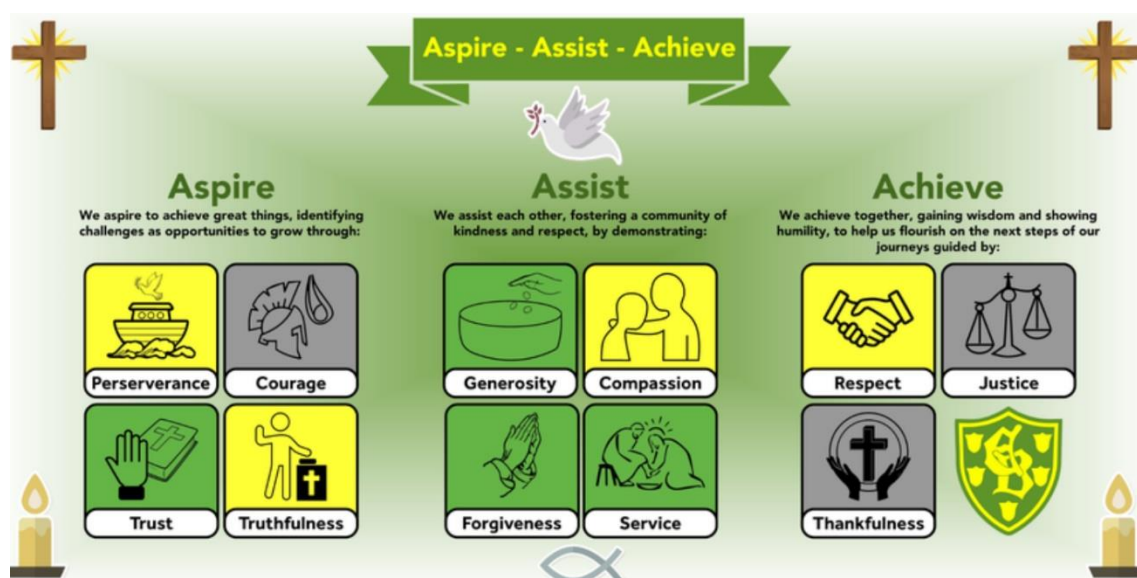 Aspire - Assist - Achieve
Aspire
We aspire to achieve great things, identifying
challenges as opportunities to grow through:
Perserverance
Courage
Trust
Truthfulness
Assist
We assist each other, fostering a community of
kindness and respect, by demonstrating:
Generosity
Compassion
Forgiveness
Service
Achieve
We achieve together, gaining wisdom and showing
humility, to help us flourish on the next steps of our
journeys guided by:
Respect
Justice
Thankfulness